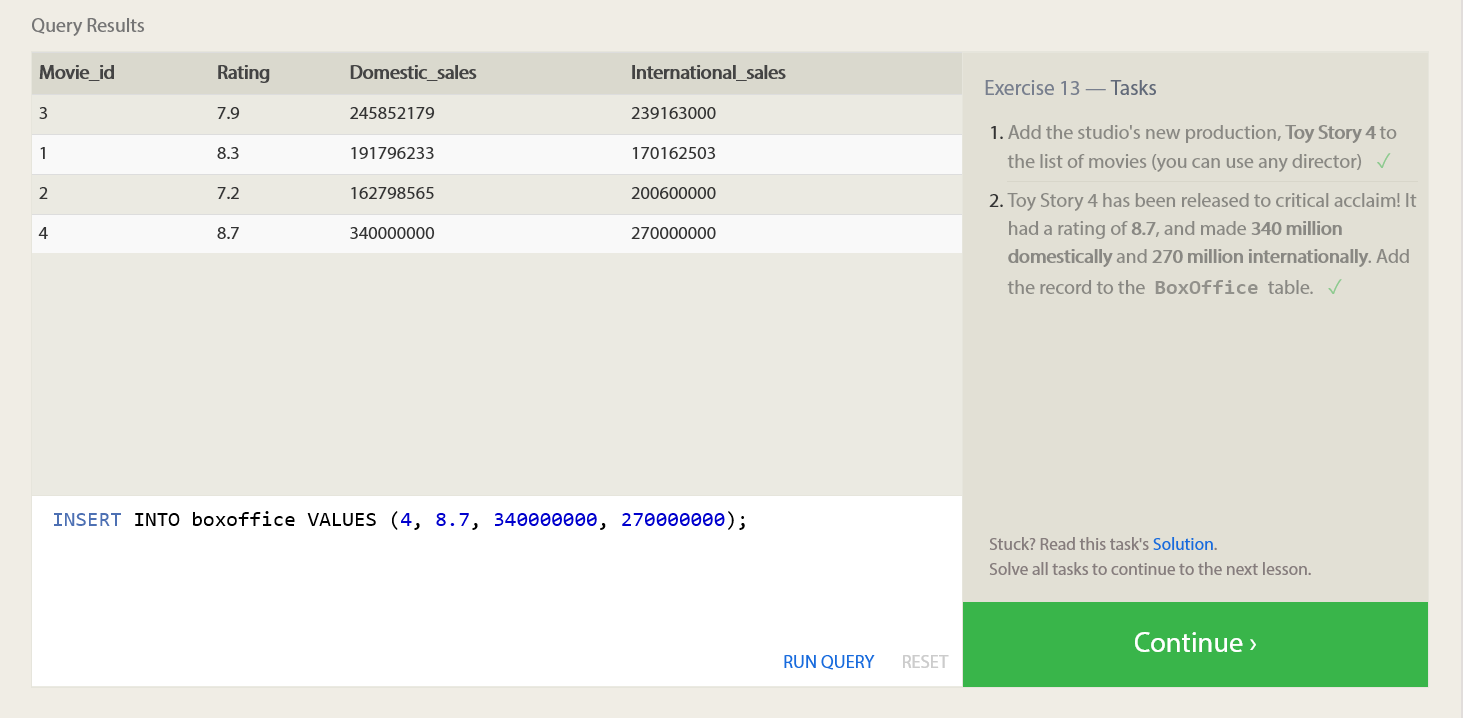 Query Results
Movie_id Rating Domestic_sales International_sales
3 7.9 245852179 239163000
1 8.3 191796233 170162503
2 7.2 162798565 200600000
4 8.7 340000000 270000000
INSERT INTO boxoffice VALUES (4, 8.7, 340000000, 270000000);
RUN QUERY RESET
Exercise 13 — Tasks
1. Add the studio's new production, Toy Story 4 to
the list of movies (you can use any director) ✓
2. Toy Story 4 has been released to critical acclaim! It
had a rating of 8.7, and made 340 million
domestically and 270 million internationally. Add
the record to the BoxOffice table. ✓
Stuck? Read this task's Solution.
Solve all tasks to continue to the next lesson.
Continue ›